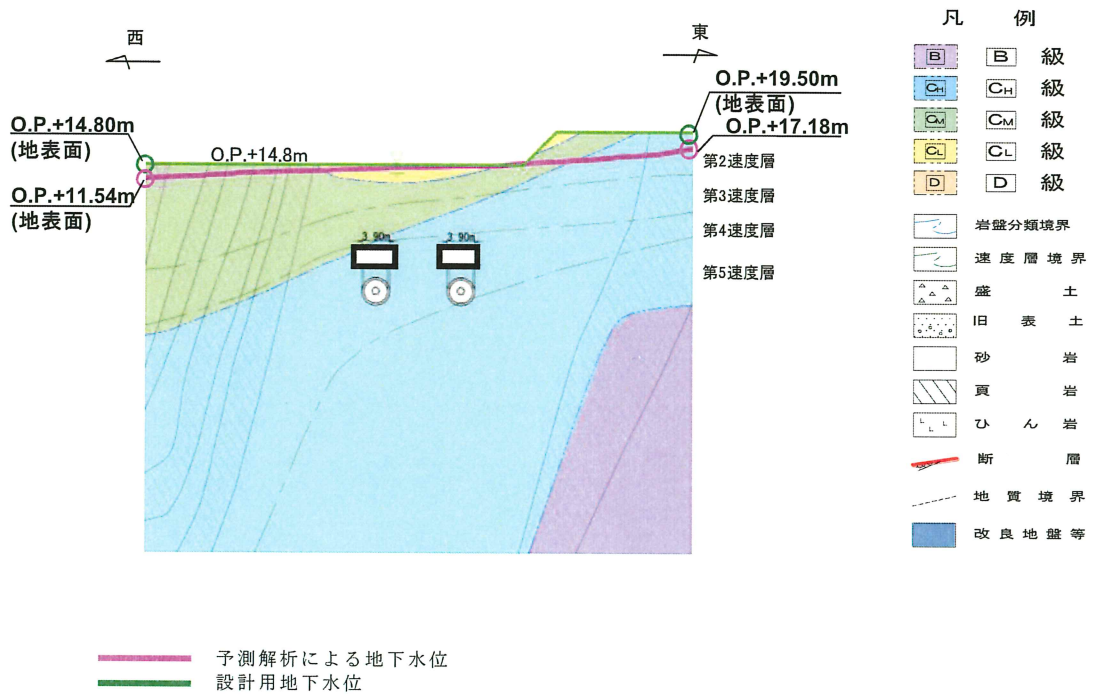 西
東
O.P.+19.50m
(地表面)
O.P.+17.18m
O.P.+14.80m
(地表面)
O.P.+14.8m
O.P.+11.54m
(地表面)
第2速度層
第3速度層
第4速度層
第5速度層
3.90m
3.90m
凡 例
B B 級
CH CH 級
CM CM 級
CL CL 級
D D 級
岩盤分類境界
速度層境界
盛 土
旧 表 土
砂 岩
頁 岩
ひ ん 岩
断 層
地質境界
改良地盤等
予測解析による地下水位
設計用地下水位